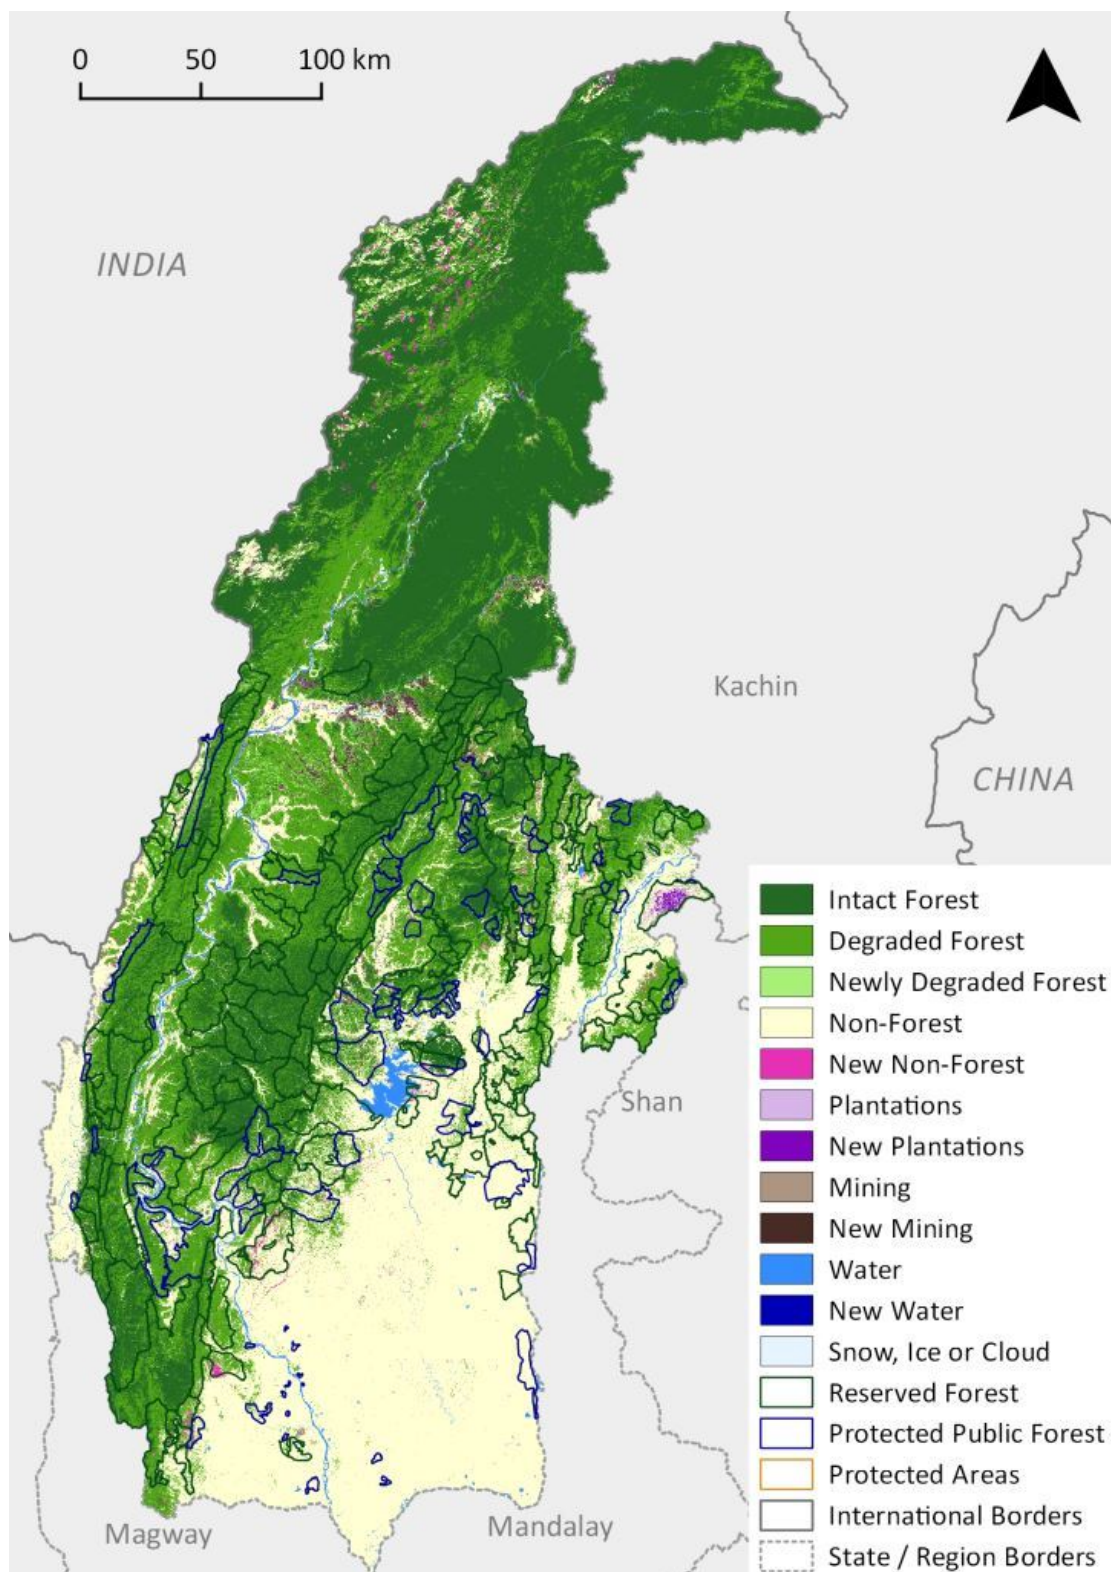 0 50 100 km
INDIA
Kachin
CHINA
Shan
Magway
Mandalay
Intact Forest
Degraded Forest
Newly Degraded Forest
Non-Forest
New Non-Forest
Plantations
New Plantations
Mining
New Mining
Water
New Water
Snow, Ice or Cloud
Reserved Forest
Protected Public Forest
Protected Areas
International Borders
State / Region Borders